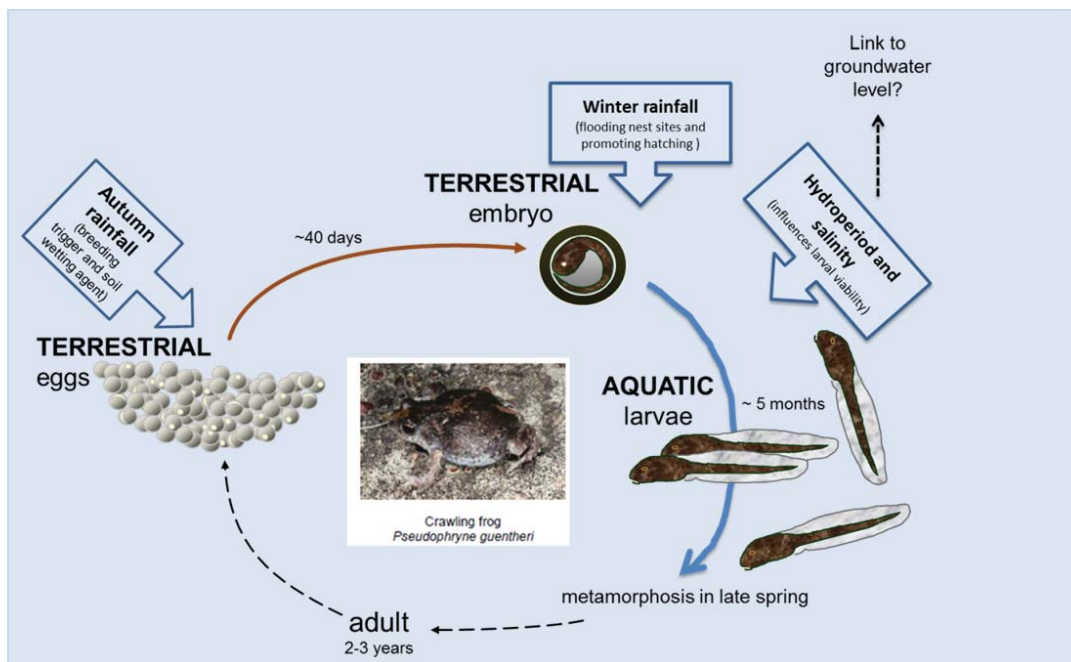 Link to
groundwater
level?
Winter rainfall
(flooding nest sites and
promoting hatching )
TERRESTRIAL
embryo
Hydroperiod and
salinity
(influences larval viability)
Autumn
rainfall
(breeding
trigger and soil
wetting agent)
~40 days
TERRESTRIAL
eggs
AQUATIC
larvae
~ 5 months
Crawling frog
Pseudophryne guentheri
metamorphosis in late spring
adult
2-3 years